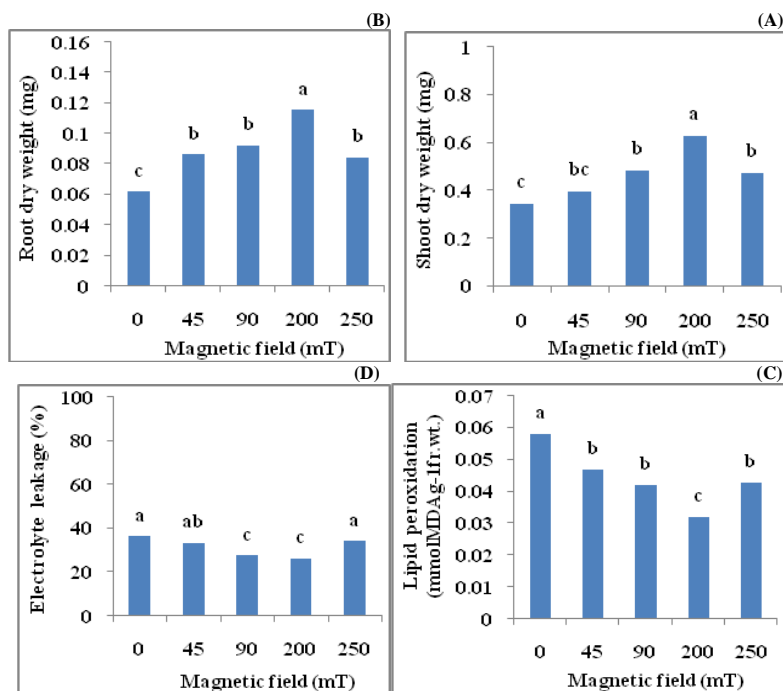 (B)
Root dry weight (mg)
0.16
0.14
0.12
0.1
0.08
0.06
0.04
0.02
0
c
b
b
a
b
0 45 90 200 250
Magnetic field (mT)
(A)
Shoot dry weight (mg)
1
0.8
0.6
0.4
0.2
0
c
bc
b
a
b
0 45 90 200 250
Magnetic field (mT)
(D)
Electrolyte leakage (%)
100
80
60
40
20
0
a
ab
c
c
a
0 45 90 200 250
Magnetic field (mT)
(C)
Lipid peroxidation
(mmolMDAg-1fr.wt.)
0.07
0.06
0.05
0.04
0.03
0.02
0.01
0
a
b
b
c
b
0 45 90 200 250
Magnetic field (mT)